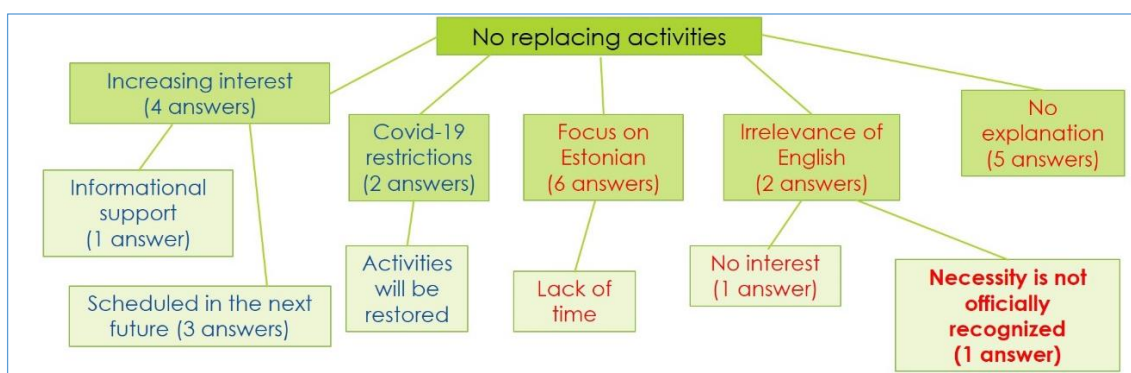 No replacing activities
Increasing interest
(4 answers)
Covid-19
restrictions
(2 answers)
Focus on
Estonian
(6 answers)
Irrelevance of
English
(2 answers)
No
explanation
(5 answers)
Informational
support
(1 answer)
Scheduled in the next
future (3 answers)
Activities
will be
restored
Lack of
time
No interest
(1 answer)
Necessity is not
officially
recognized
(1 answer)